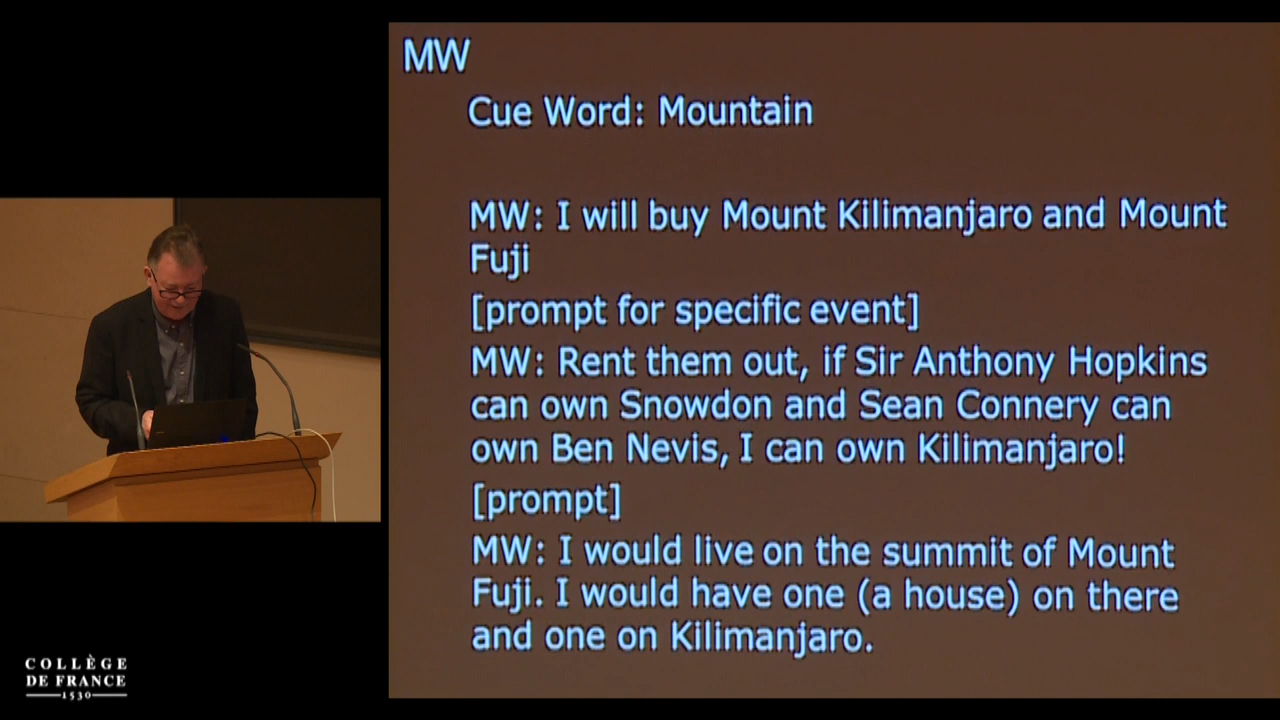 MW
Cue Word: Mountain
MW: I will buy Mount Kilimanjaro and Mount
Fuji
[prompt for specific event]
MW: Rent them out, if Sir Anthony Hopkins
can own Snowdon and Sean Connery can
own Ben Nevis, I can own Kilimanjaro!
[prompt]
MW: I would live on the summit of Mount
Fuji. I would have one (a house) on there
and one on Kilimanjaro.
COLLÈGE
DE FRANCE
1530